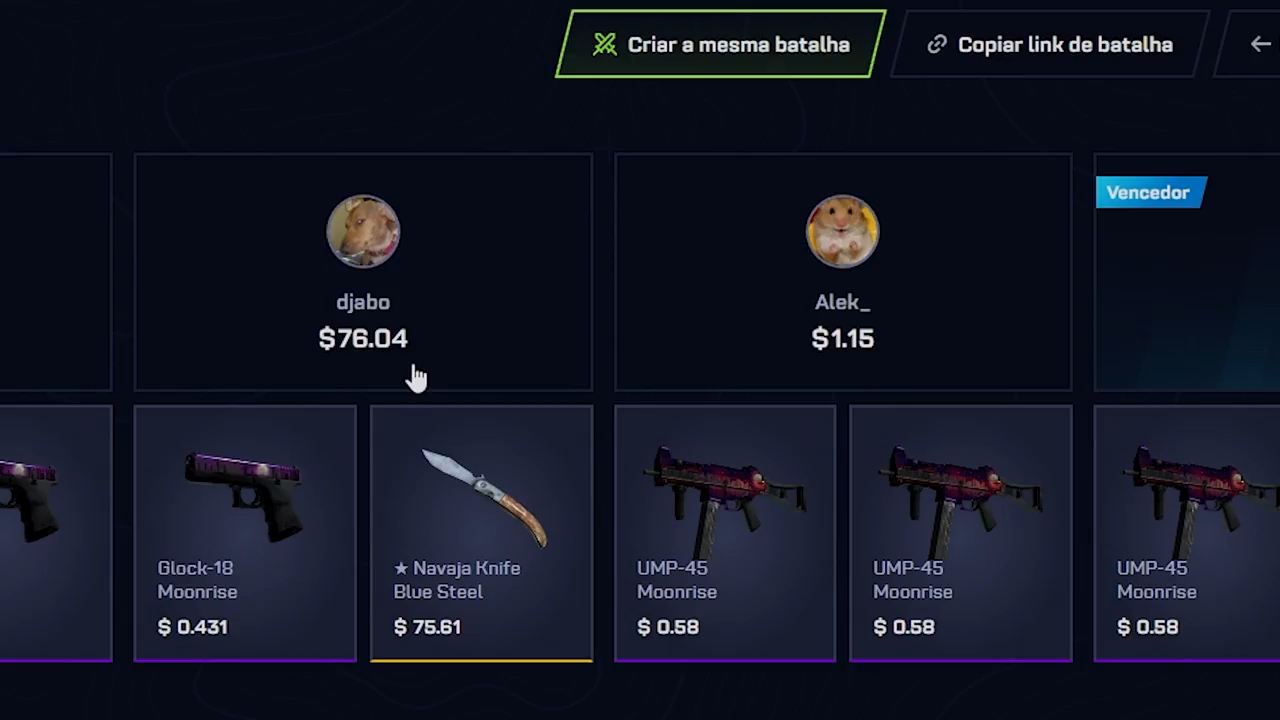 Criar a mesma batalha
Copiar link de batalha
Vencedor
djabo
$76.04
Alek_
$1.15
Glock-18
Moonrise
$ 0.431
★ Navaja Knife
Blue Steel
$ 75.61
UMP-45
Moonrise
$ 0.58
UMP-45
Moonrise
$ 0.58
UMP-45
Moonrise
$ 0.58